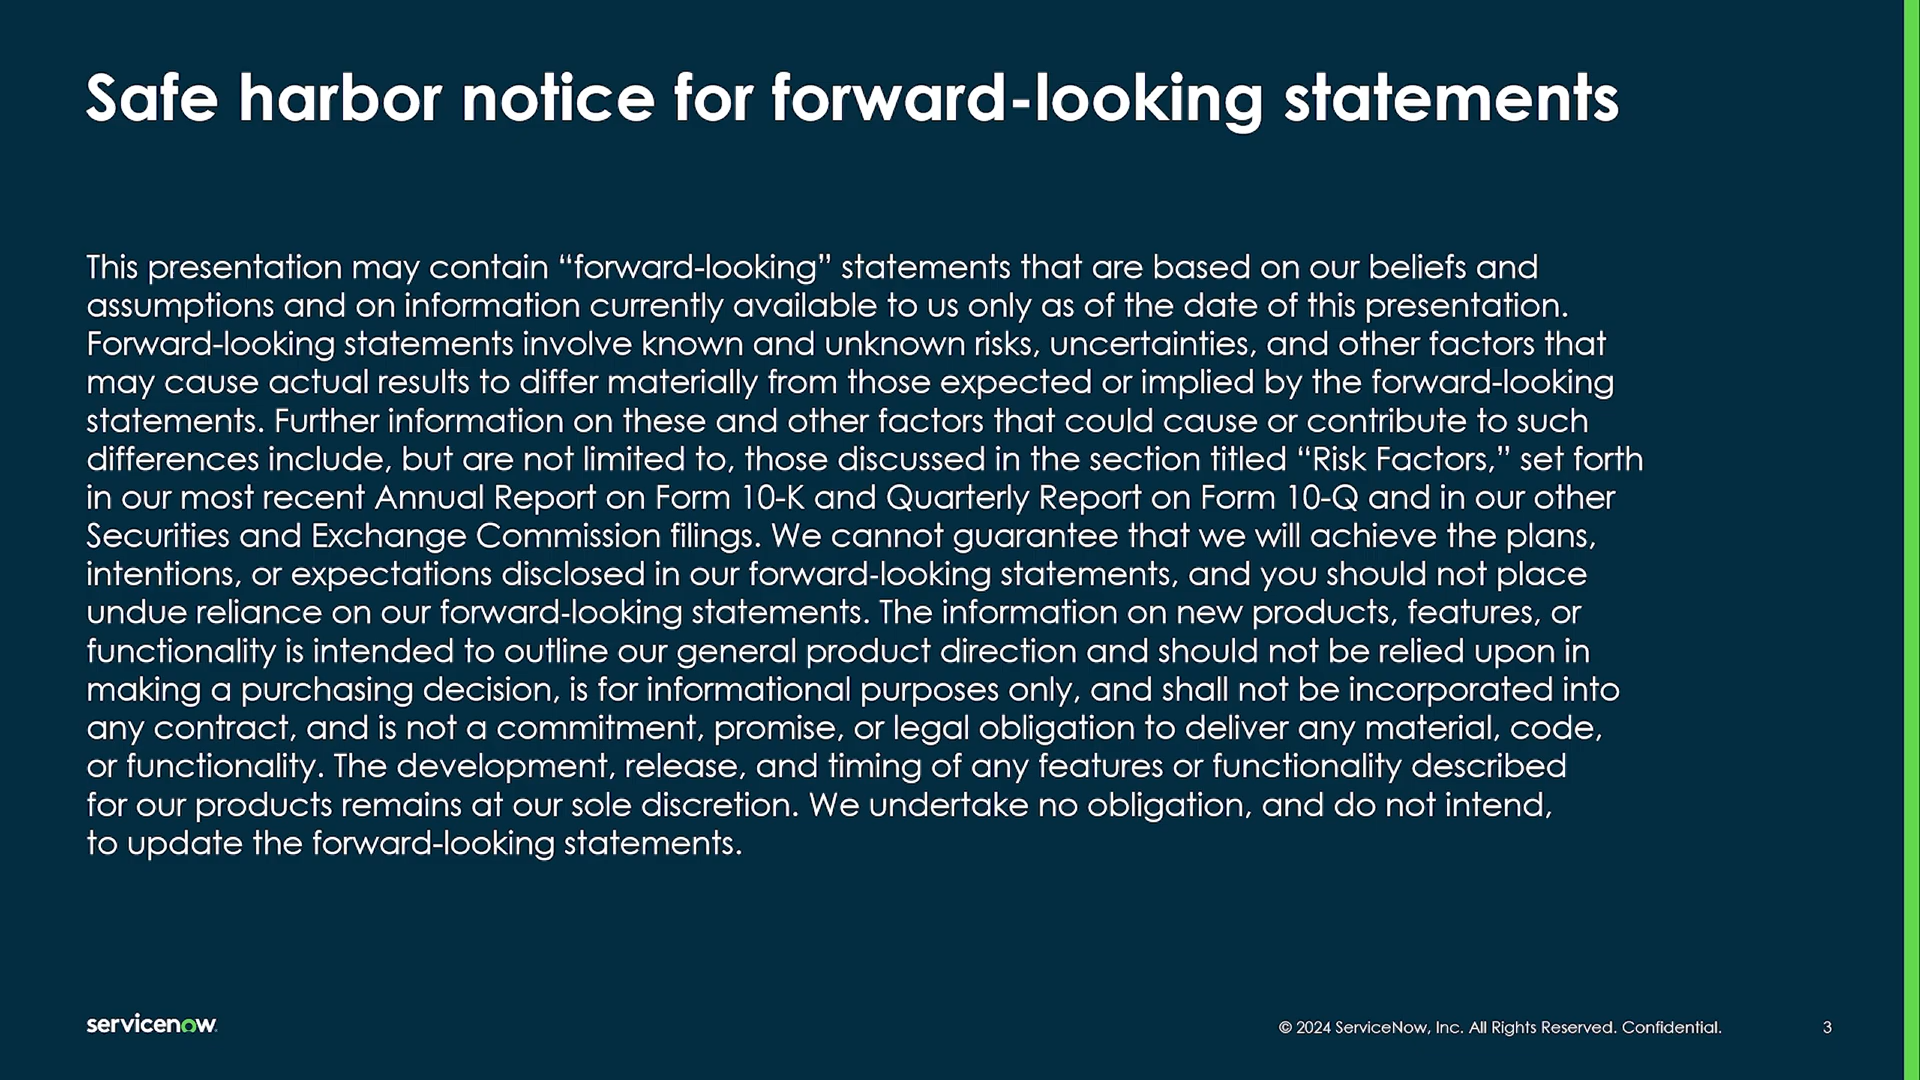 Safe harbor notice for forward-looking statements
This presentation may contain “forward-looking” statements that are based on our beliefs and
assumptions and on information currently available to us only as of the date of this presentation.
Forward-looking statements involve known and unknown risks, uncertainties, and other factors that
may cause actual results to differ materially from those expected or implied by the forward-looking
statements. Further information on these and other factors that could cause or contribute to such
differences include, but are not limited to, those discussed in the section titled “Risk Factors,” set forth
in our most recent Annual Report on Form 10-K and Quarterly Report on Form 10-Q and in our other
Securities and Exchange Commission filings. We cannot guarantee that we will achieve the plans,
intentions, or expectations disclosed in our forward-looking statements, and you should not place
undue reliance on our forward-looking statements. The information on new products, features, or
functionality is intended to outline our general product direction and should not be relied upon in
making a purchasing decision, is for informational purposes only, and shall not be incorporated into
any contract, and is not a commitment, promise, or legal obligation to deliver any material, code,
or functionality. The development, release, and timing of any features or functionality described
for our products remains at our sole discretion. We undertake no obligation, and do not intend,
to update the forward-looking statements.
servicenow
© 2024 ServiceNow, Inc. All Rights Reserved. Confidential. 3